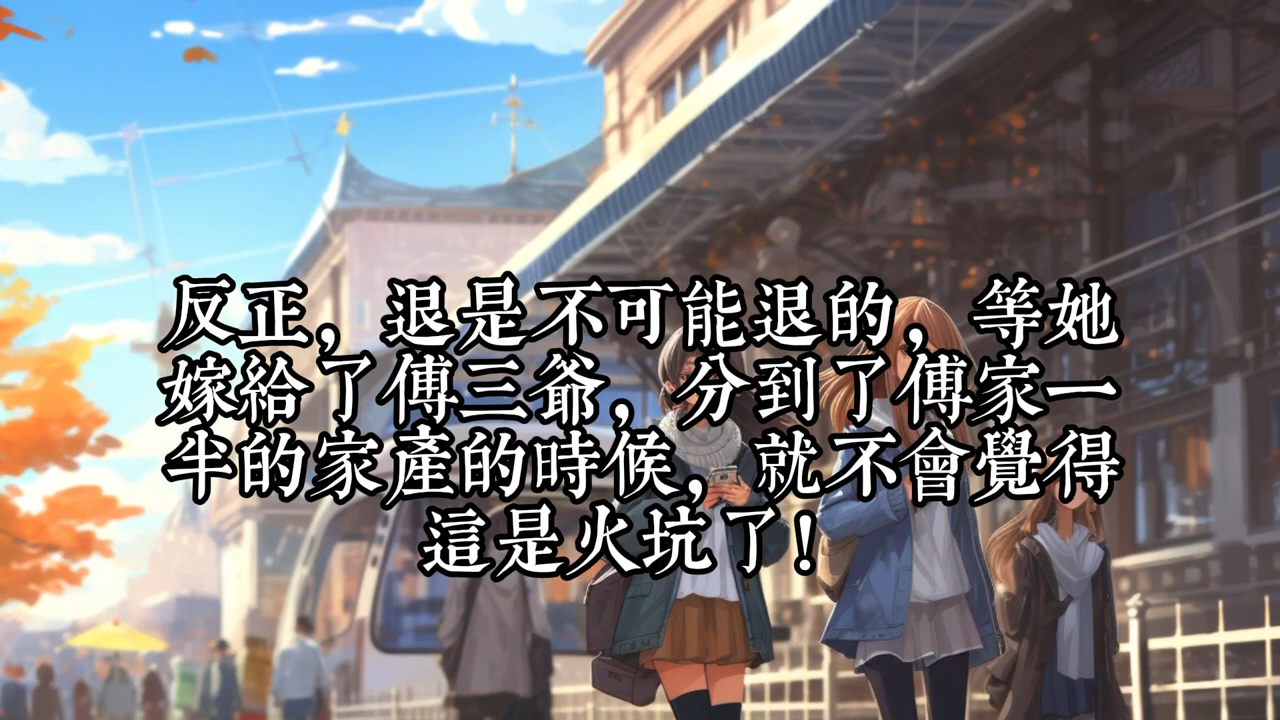 反正，退是不可能退的，等她
嫁給了傅三爺，分到了傅家一
半的家產的時候，就不會覺得
這是火坑了！